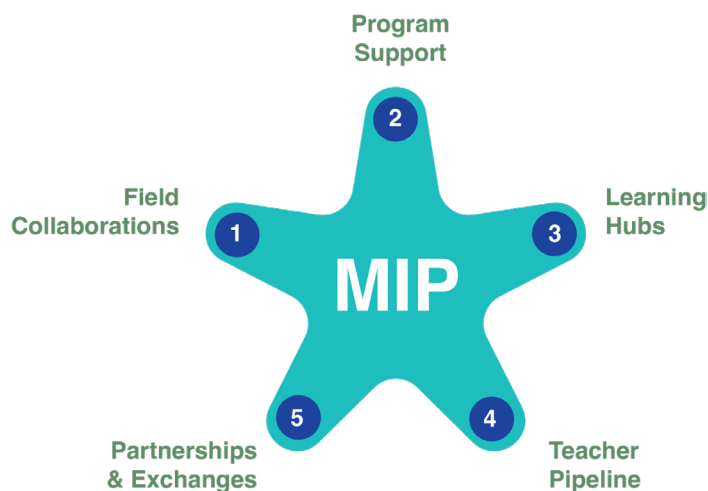 Program
Support
2
Field
Collaborations
1
Learning
Hubs
3
MIP
5
4
Partnerships
& Exchanges
Teacher
Pipeline